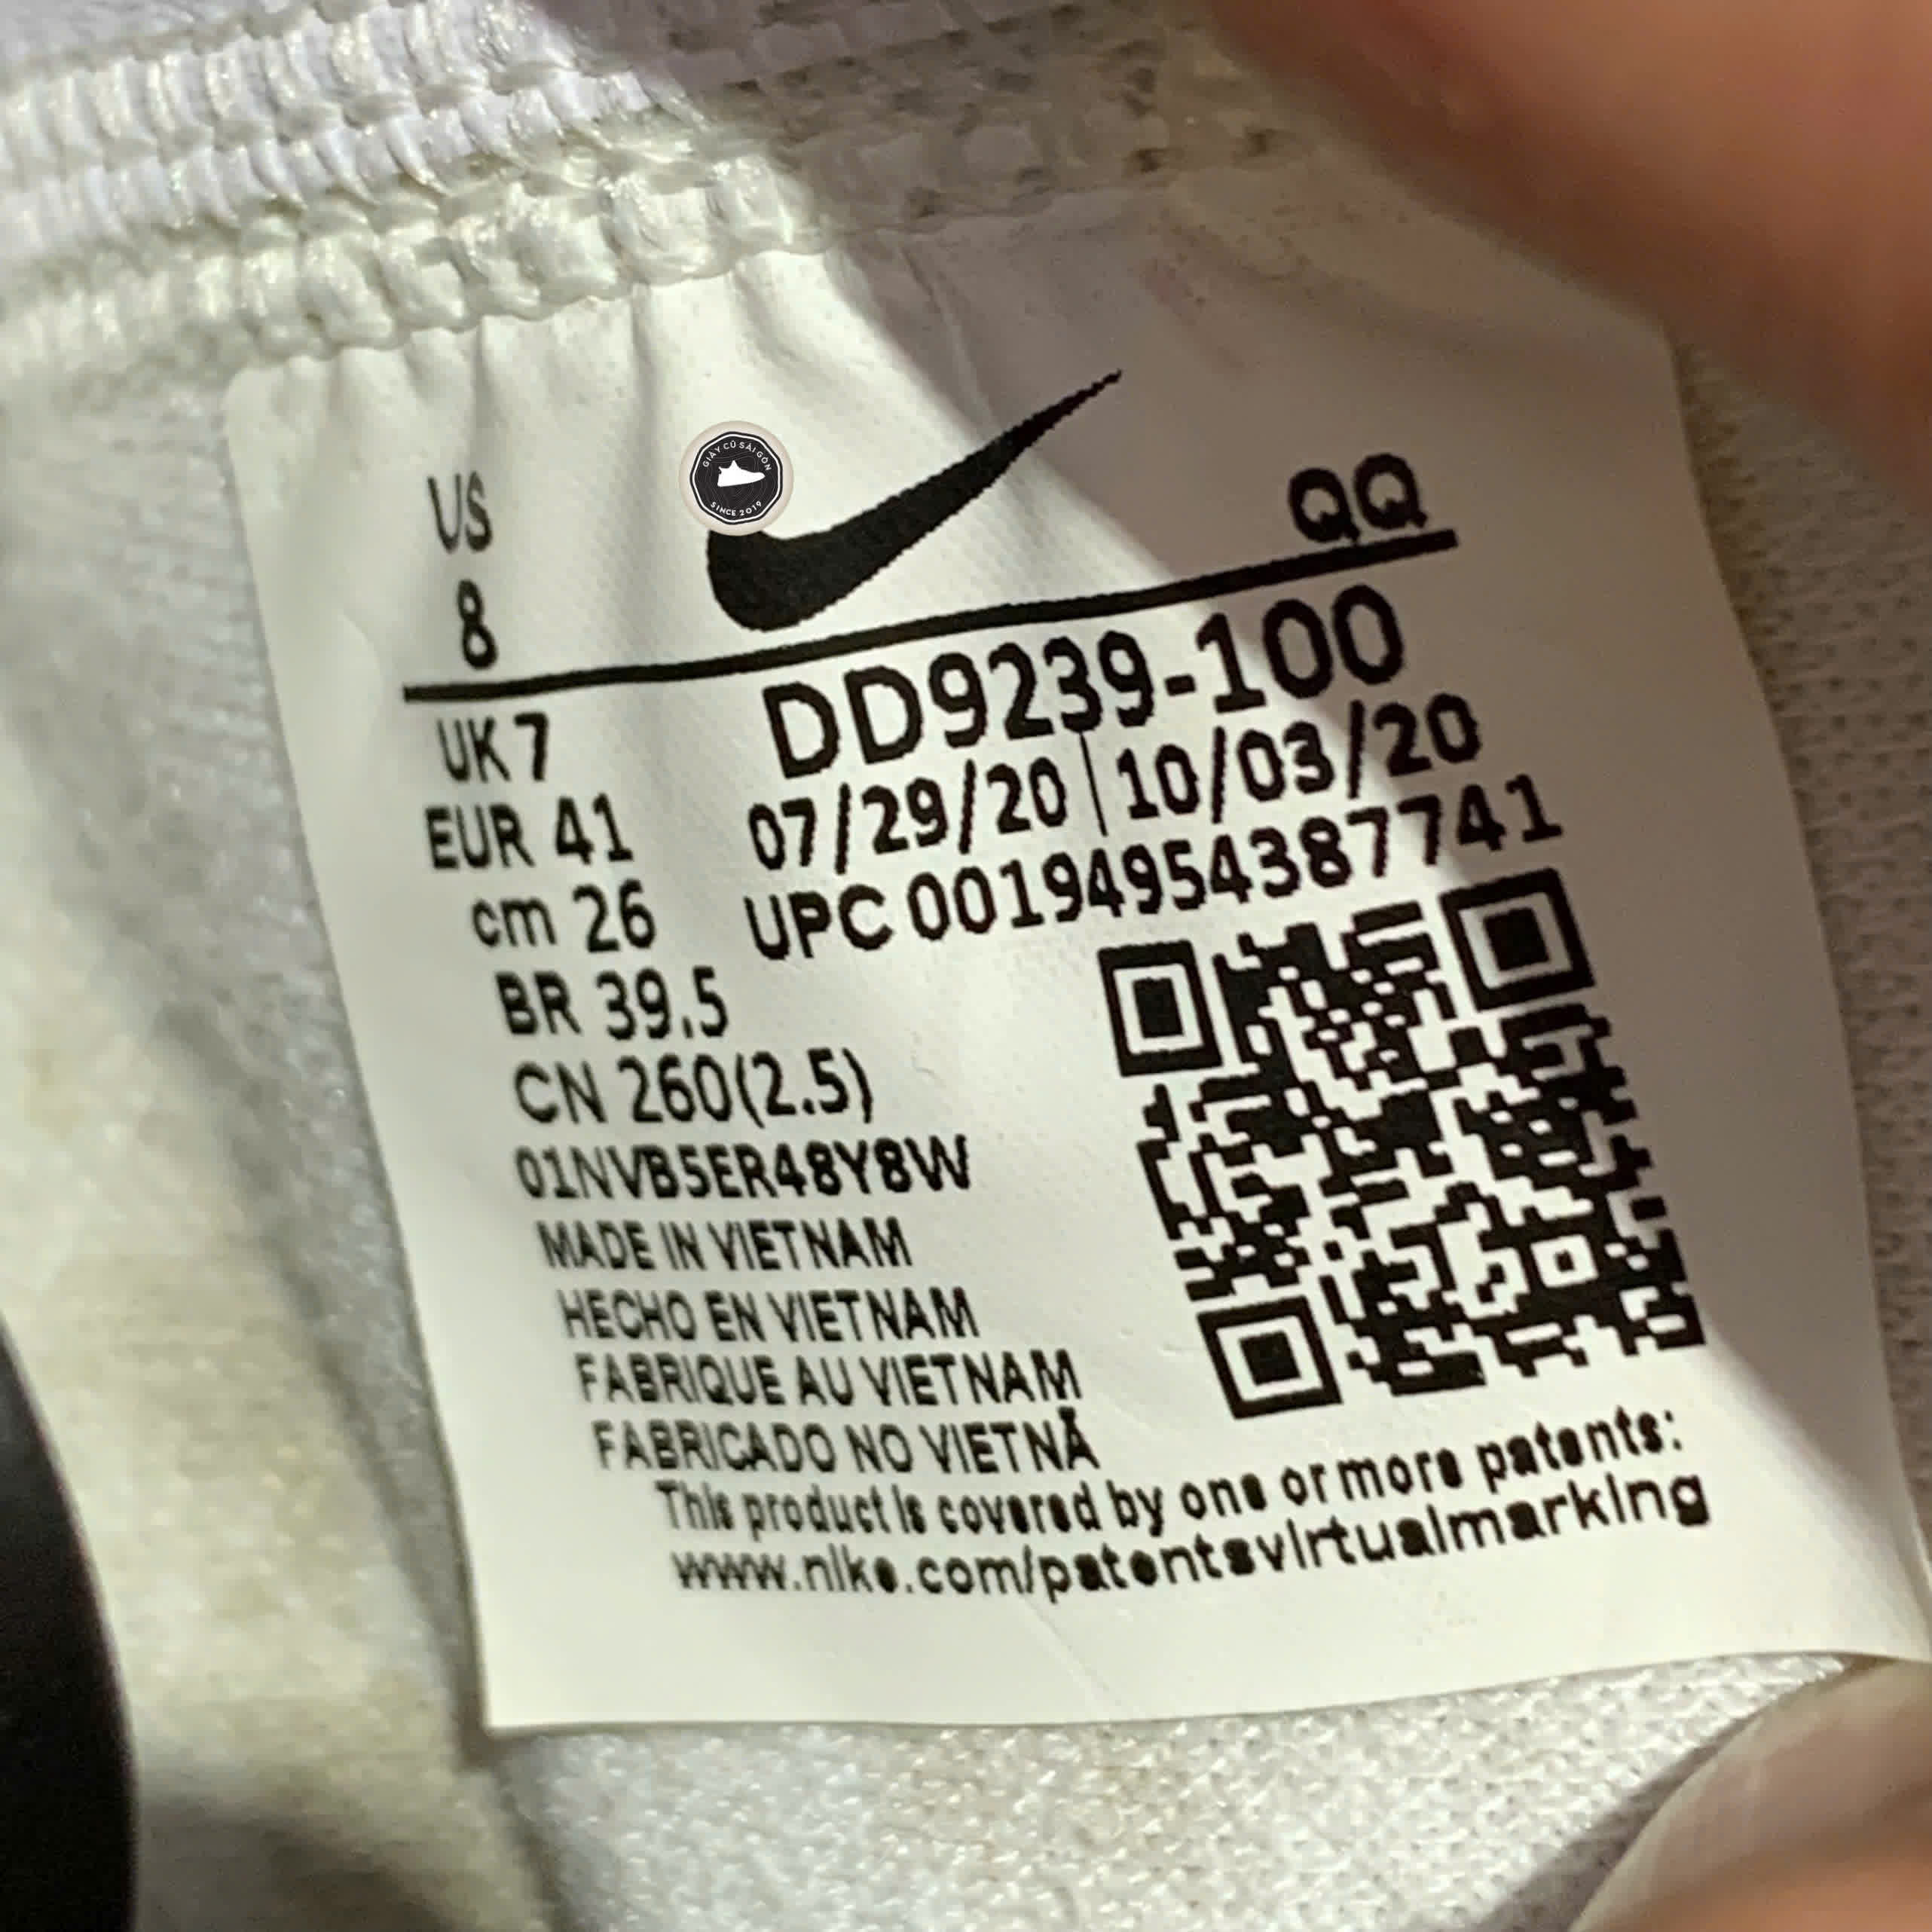 GIÀY CŨ SÀI GÒN
SINCE 2019
US
8
QQ
UK 7
EUR 41
cm 26
BR 39.5
CN 260(2.5)
DD9239-100
07/29/20 | 10/03/20
UPC 00194954387741
01NVB5ER48Y8W
MADE IN VIETNAM
HECHO EN VIETNAM
FABRIQUE AU VIETNAM
FABRICADO NO VIETNÃ
This product is covered by one or more patents:
www.nike.com/patentsvirtualmarking